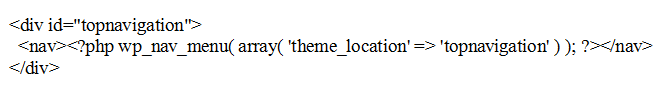 <div id="topnavigation">
<nav><?php wp_nav_menu( array( 'theme_location' => 'topnavigation' ) ); ?></nav>
</div>